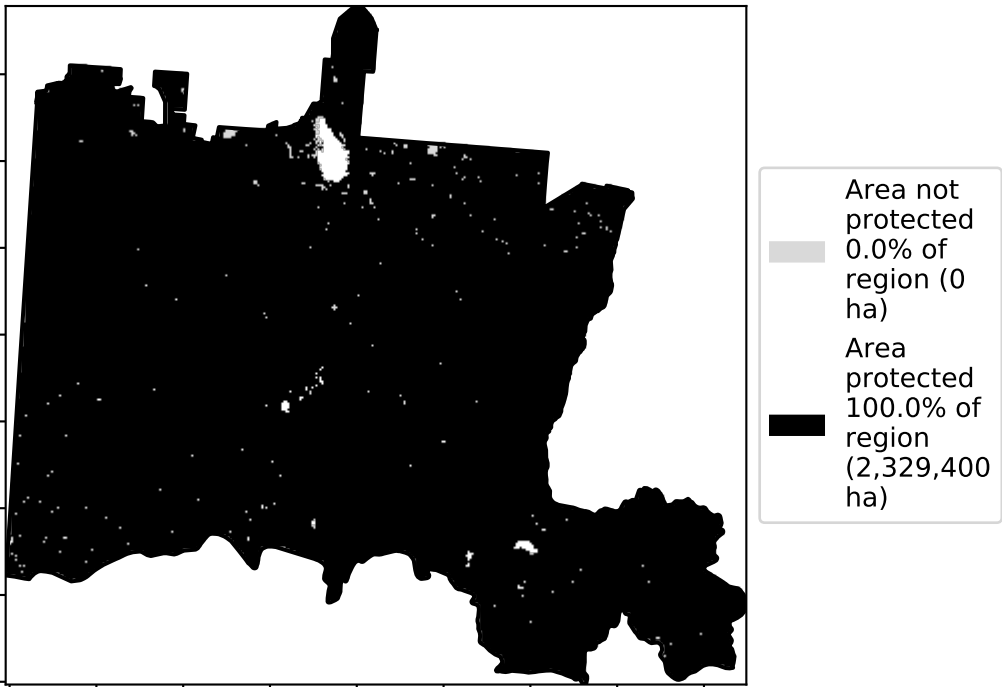 Area not
protected
0.0% of
region (0
ha)
Area
protected
100.0% of
region
(2,329,400
ha)